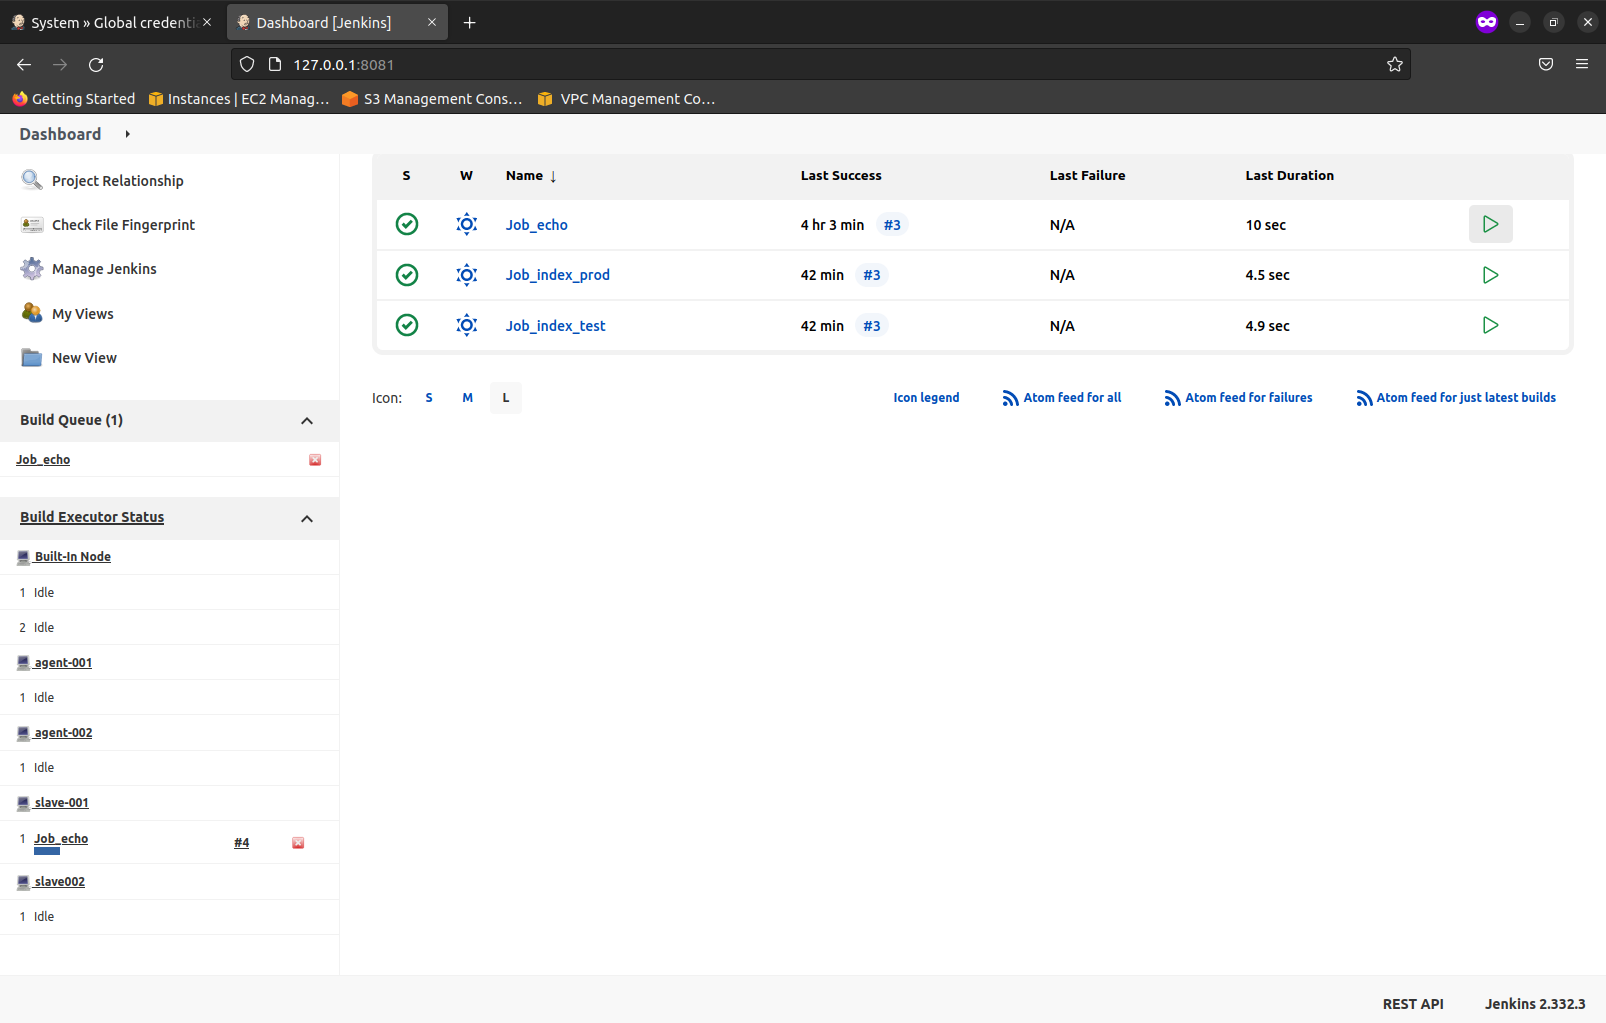 System » Global credentia
Dashboard [Jenkins]
127.0.0.1:8081
Getting Started
Instances | EC2 Manag…
S3 Management Cons…
VPC Management Co…
Dashboard
Project Relationship
Check File Fingerprint
Manage Jenkins
My Views
New View
Build Queue (1)
Job_echo
Build Executor Status
Built-In Node
1 Idle
2 Idle
agent-001
1 Idle
agent-002
1 Idle
slave-001
1 Job_echo #4
slave002
1 Idle
S W Name ↓ Last Success Last Failure Last Duration
Job_echo 4 hr 3 min #3 N/A 10 sec
Job_index_prod 42 min #3 N/A 4.5 sec
Job_index_test 42 min #3 N/A 4.9 sec
Icon: S M L
Icon legend
Atom feed for all
Atom feed for failures
Atom feed for just latest builds
REST API
Jenkins 2.332.3